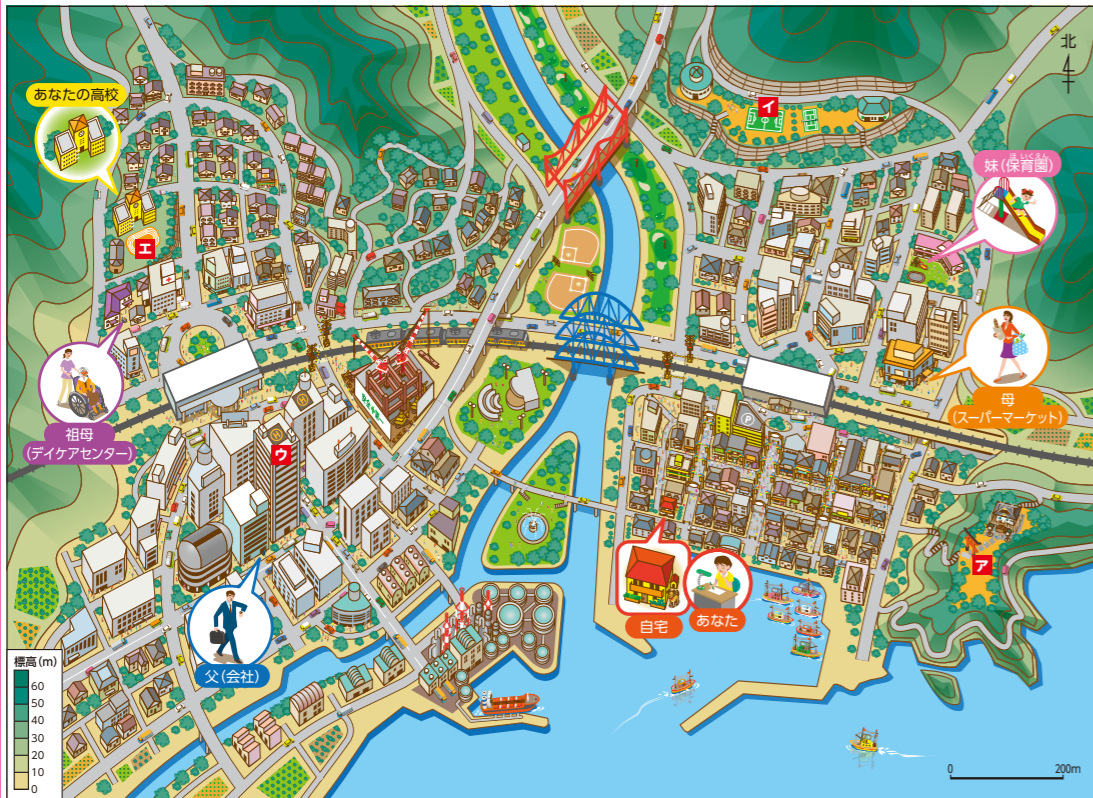 北
あなたの高校
イ
ほいくえん
妹(保育園)
エ
祖母
(デイケアセンター)
ウ
H
H
P
母
(スーパーマーケット)
ア
自宅
あなた
父(会社)
標高(m)
60
50
40
30
20
10
0
0
200m